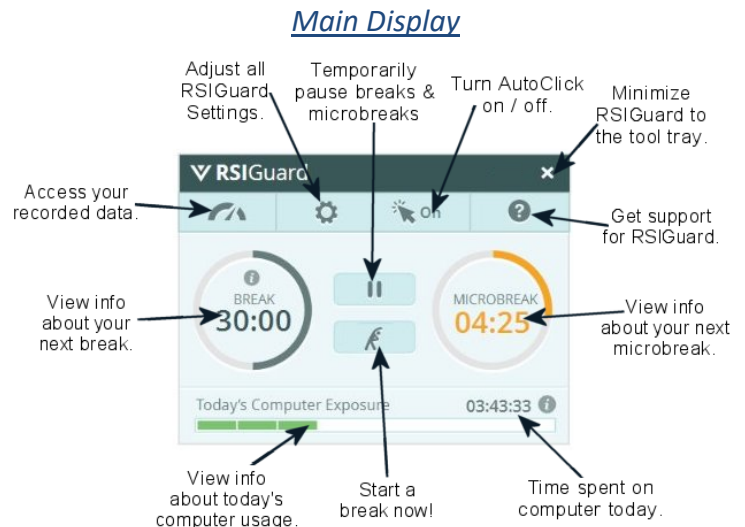 Main Display
Adjust all
RSIGuard
Settings.
Temporarily
pause breaks &
microbreaks
Turn AutoClick
on / off.
Minimize
RSIGuard to
the tool tray.
RSIGuard
Access your
recorded data.
On
?
Get support
for RSIGuard.
View info
about your
next break.
i
BREAK
30:00
MICROBREAK
04:25
View info
about your next
microbreak.
Today's Computer Exposure 03:43:33 i
View info
about today's
computer usage.
Start a
break now!
Time spent on
computer today.